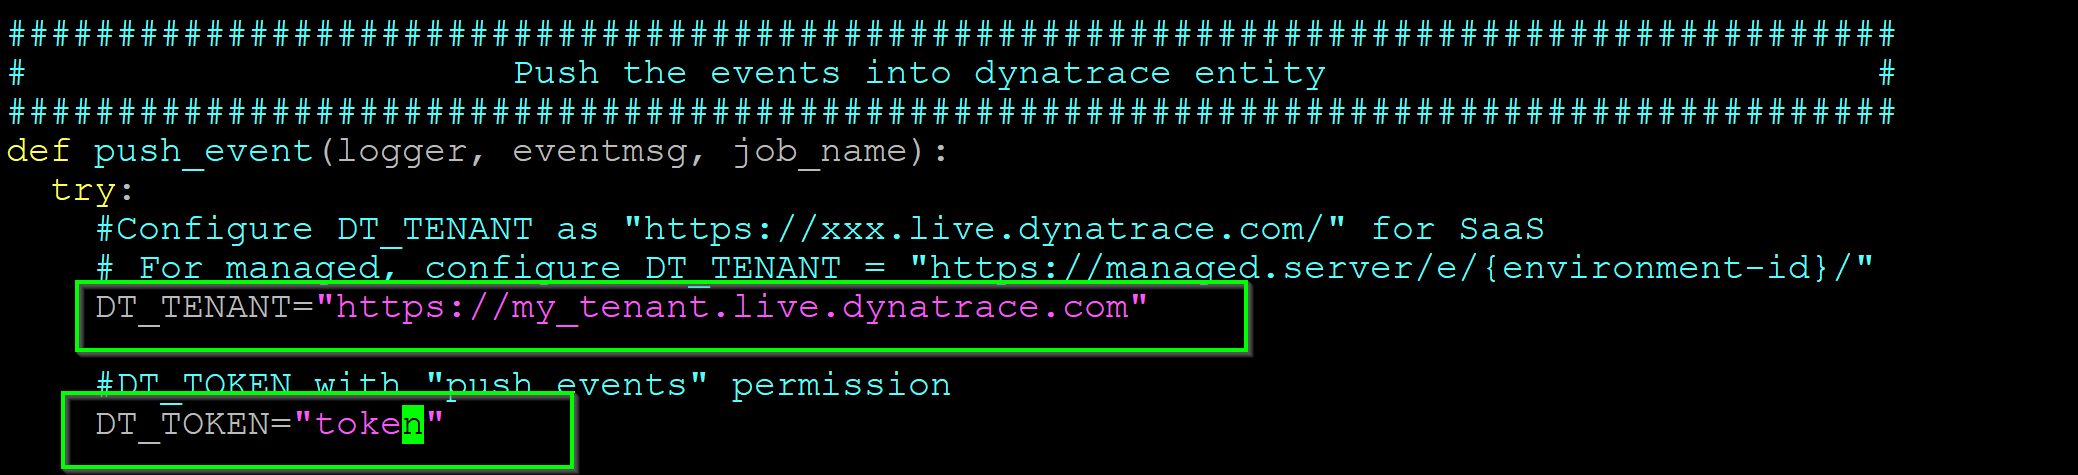 ######################################################################################
# Push the events into dynatrace entity #
######################################################################################
def push_event(logger, eventmsg, job_name):
try:
#Configure DT_TENANT as "https://xxx.live.dynatrace.com/" for SaaS
# For managed, configure DT_TENANT = "https://managed.server/e/{environment-id}/"
DT_TENANT="https://my_tenant.live.dynatrace.com"
#DT_TOKEN with "push events" permission
DT_TOKEN="token"